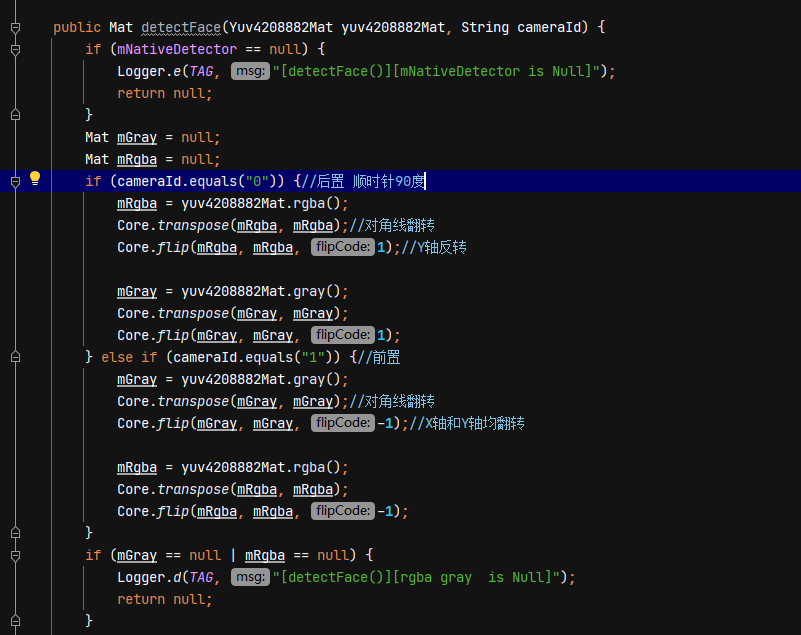 public Mat detectFace(Yuv4208882Mat yuv4208882Mat, String cameraId) {
if (mNativeDetector == null) {
Logger.e(TAG, msg: "[detectFace()][mNativeDetector is Null]");
return null;
}
Mat mGray = null;
Mat mRgba = null;
if (cameraId.equals("0")) {//后置 顺时针90度
mRgba = yuv4208882Mat.rgba();
Core.transpose(mRgba, mRgba);//对角线翻转
Core.flip(mRgba, mRgba, flipCode: 1);//Y轴反转
mGray = yuv4208882Mat.gray();
Core.transpose(mGray, mGray);
Core.flip(mGray, mGray, flipCode: 1);
} else if (cameraId.equals("1")) {//前置
mGray = yuv4208882Mat.gray();
Core.transpose(mGray, mGray);//对角线翻转
Core.flip(mGray, mGray, flipCode: -1);//X轴和Y轴均翻转
mRgba = yuv4208882Mat.rgba();
Core.transpose(mRgba, mRgba);
Core.flip(mRgba, mRgba, flipCode: -1);
}
if (mGray == null | mRgba == null) {
Logger.d(TAG, msg: "[detectFace()][rgba gray  is Null]");
return null;
}